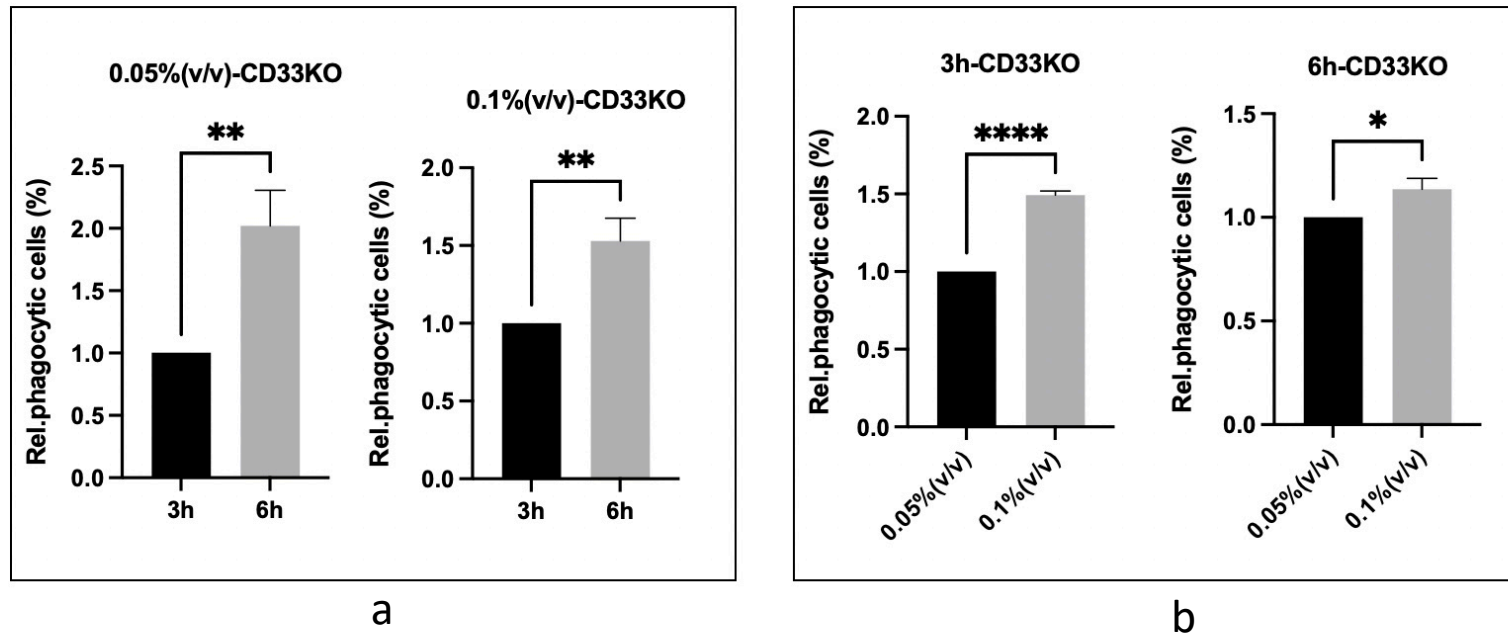 0.05%(v/v)-CD33KO
**
Rel.phagocytic cells (%)
2.5
2.0
1.5
1.0
0.5
0.0
3h
6h
0.1%(v/v)-CD33KO
**
Rel.phagocytic cells (%)
2.0
1.5
1.0
0.5
0.0
3h
6h
a
3h-CD33KO
****
Rel.phagocytic cells (%)
2.0
1.5
1.0
0.5
0.0
0.05%(v/v)
0.1%(v/v)
6h-CD33KO
*
Rel.phagocytic cells (%)
1.5
1.0
0.5
0.0
0.05%(v/v)
0.1%(v/v)
b